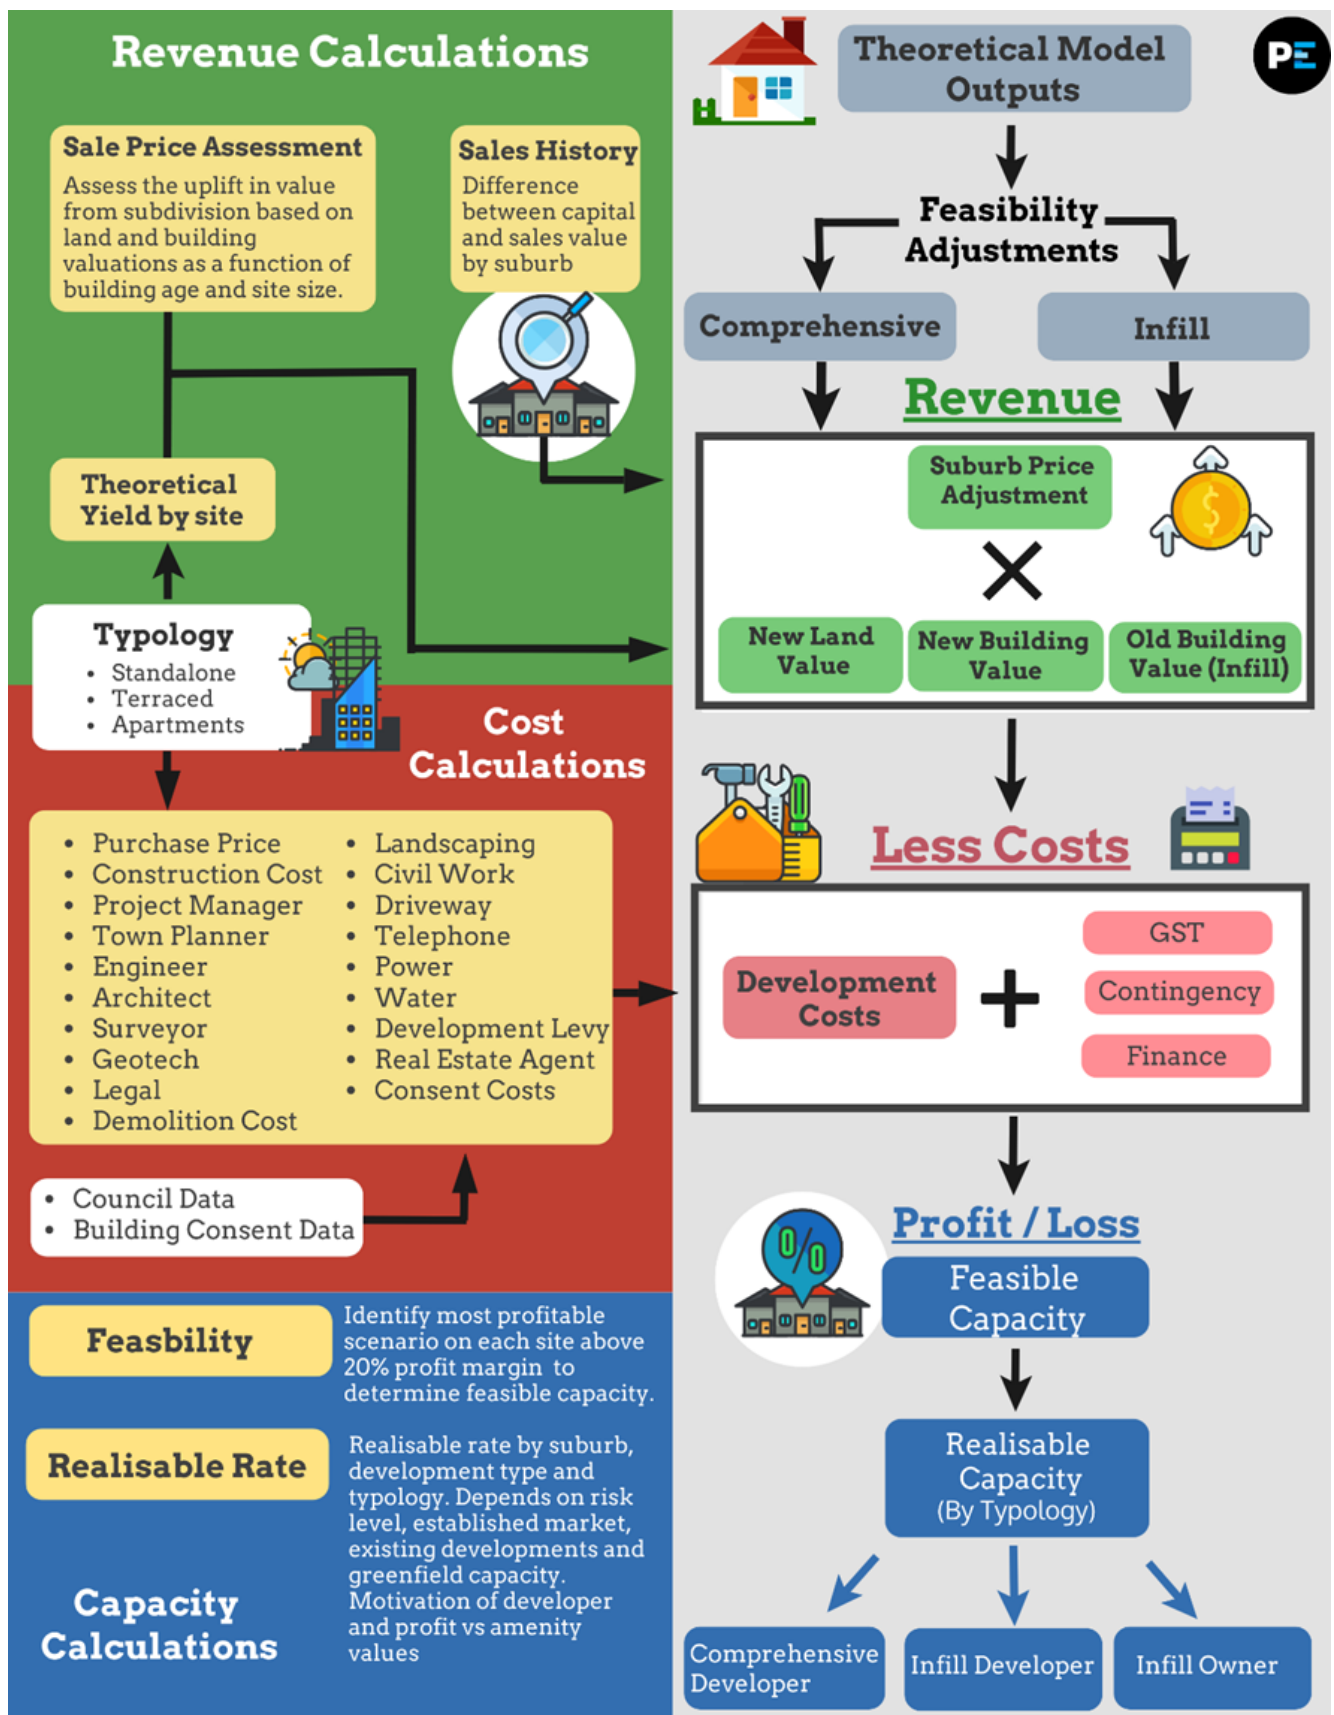 Revenue Calculations
Sale Price Assessment
Assess the uplift in value
from subdivision based on
land and building
valuations as a function of
building age and site size.
Sales History
Difference
between capital
and sales value
by suburb
Theoretical
Yield by site
Typology
• Standalone
• Terraced
• Apartments
Cost
Calculations
• Purchase Price
• Construction Cost
• Project Manager
• Town Planner
• Engineer
• Architect
• Surveyor
• Geotech
• Legal
• Demolition Cost
• Landscaping
• Civil Work
• Driveway
• Telephone
• Power
• Water
• Development Levy
• Real Estate Agent
• Consent Costs
• Council Data
• Building Consent Data
Feasbility
Identify most profitable
scenario on each site above
20% profit margin to
determine feasible capacity.
Realisable Rate
Realisable rate by suburb,
development type and
typology. Depends on risk
level, established market,
existing developments and
greenfield capacity.
Motivation of developer
and profit vs amenity
values
Capacity
Calculations
Theoretical Model
Outputs
PE
Feasibility
Adjustments
Comprehensive
Infill
Revenue
Suburb Price
Adjustment
$
New Land
Value
New Building
Value
Old Building
Value (Infill)
Less Costs
Development
Costs
GST
Contingency
Finance
Profit / Loss
%
Feasible
Capacity
Realisable
Capacity
(By Typology)
Comprehensive
Developer
Infill Developer
Infill Owner